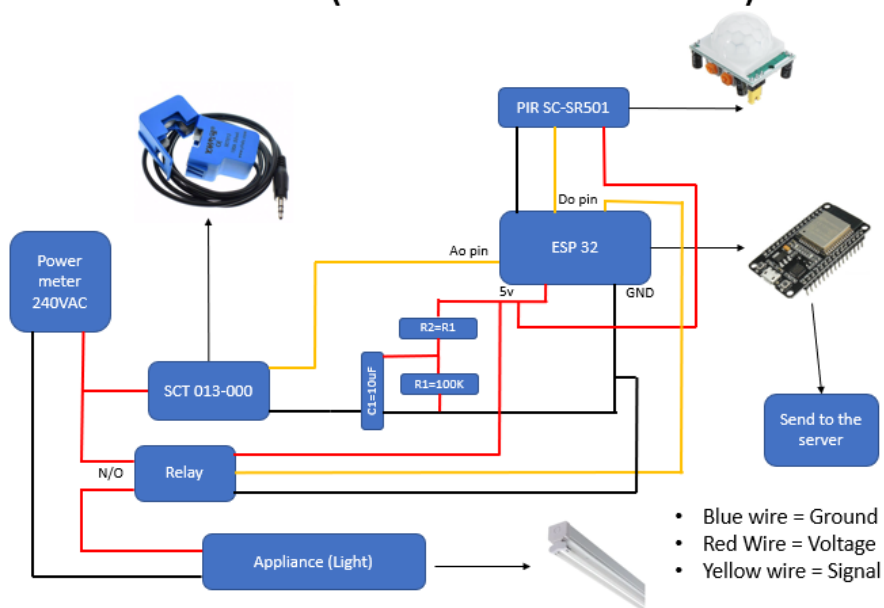 PIR SC-SR501
Do pin
ESP 32
Ao pin
Power
meter
240VAC
5v
GND
R2=R1
C1=10uF
R1=100K
SCT 013-000
Send to the
server
N/O
Relay
Appliance (Light)
• Blue wire = Ground
• Red Wire = Voltage
• Yellow wire = Signal